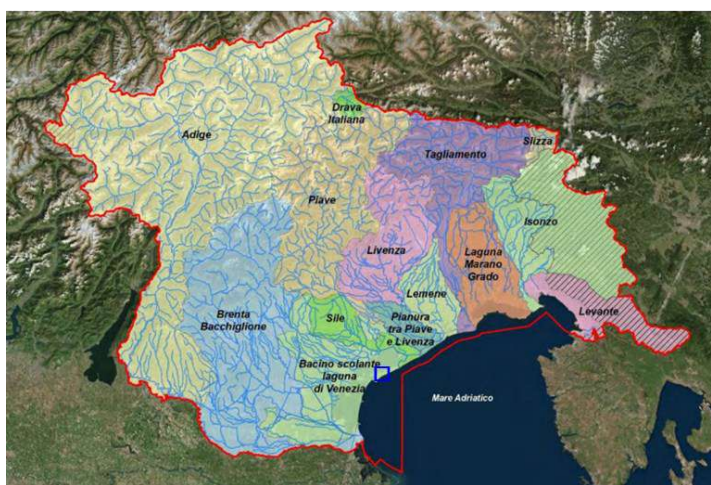 Drava
Italiana
Adige
Slizza
Tagliamento
Piave
Isonzo
Livenza
Laguna
Marano
Grado
Lemene
Levante
Brenta
Bacchiglione
Sile
Pianura
tra Piave
e Livenza
Bacino scolante
laguna
di Venezia
Mare Adriatico